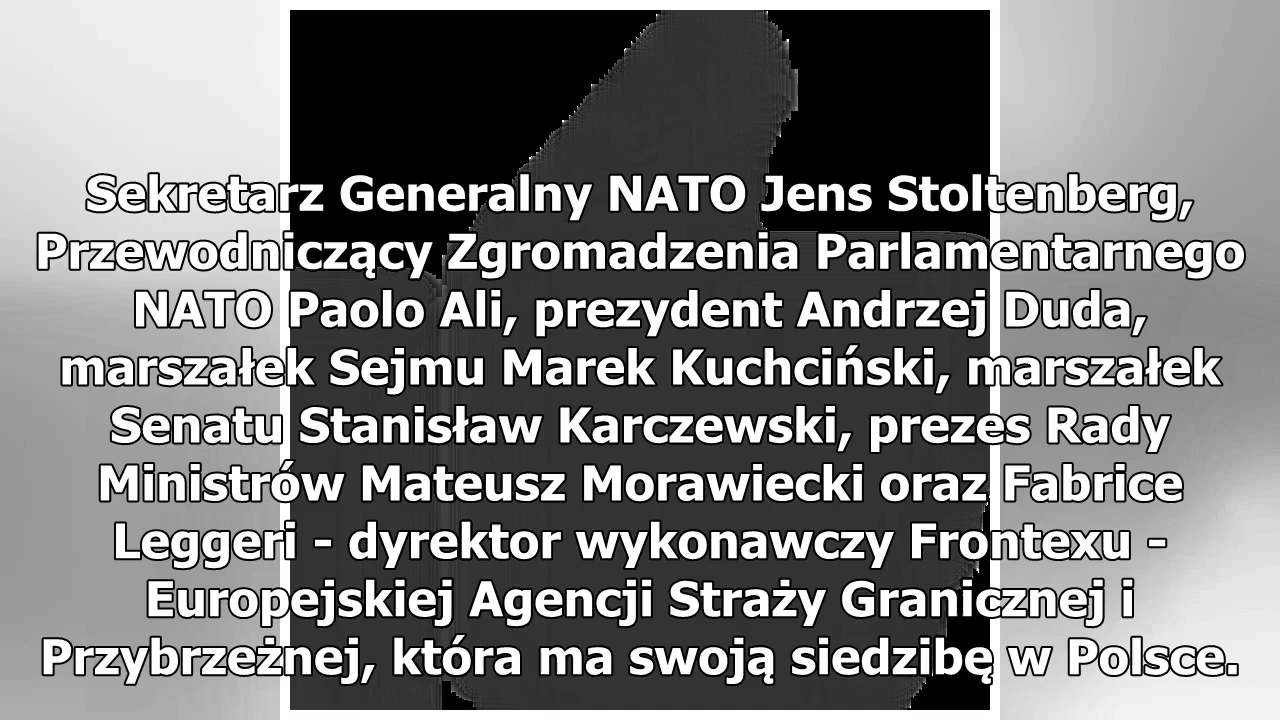 Sekretarz Generalny NATO Jens Stoltenberg,
Przewodniczący Zgromadzenia Parlamentarnego
NATO Paolo Ali, prezydent Andrzej Duda,
marszałek Sejmu Marek Kuchciński, marszałek
Senatu Stanisław Karczewski, prezes Rady
Ministrów Mateusz Morawiecki oraz Fabrice
Leggeri - dyrektor wykonawczy Frontexu -
Europejskiej Agencji Straży Granicznej i
Przybrzeżnej, która ma swoją siedzibę w Polsce.